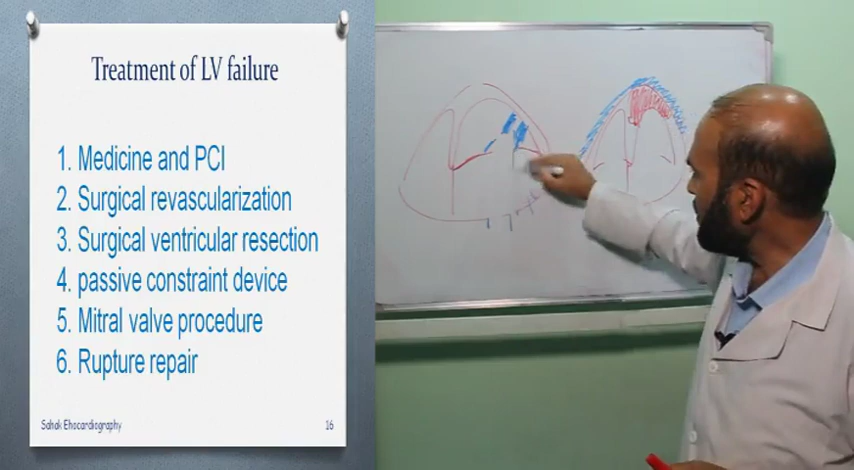 Treatment of LV failure
1. Medicine and PCI
2. Surgical revascularization
3. Surgical ventricular resection
4. passive constraint device
5. Mitral valve procedure
6. Rupture repair
Sahak Ehocardiography
16